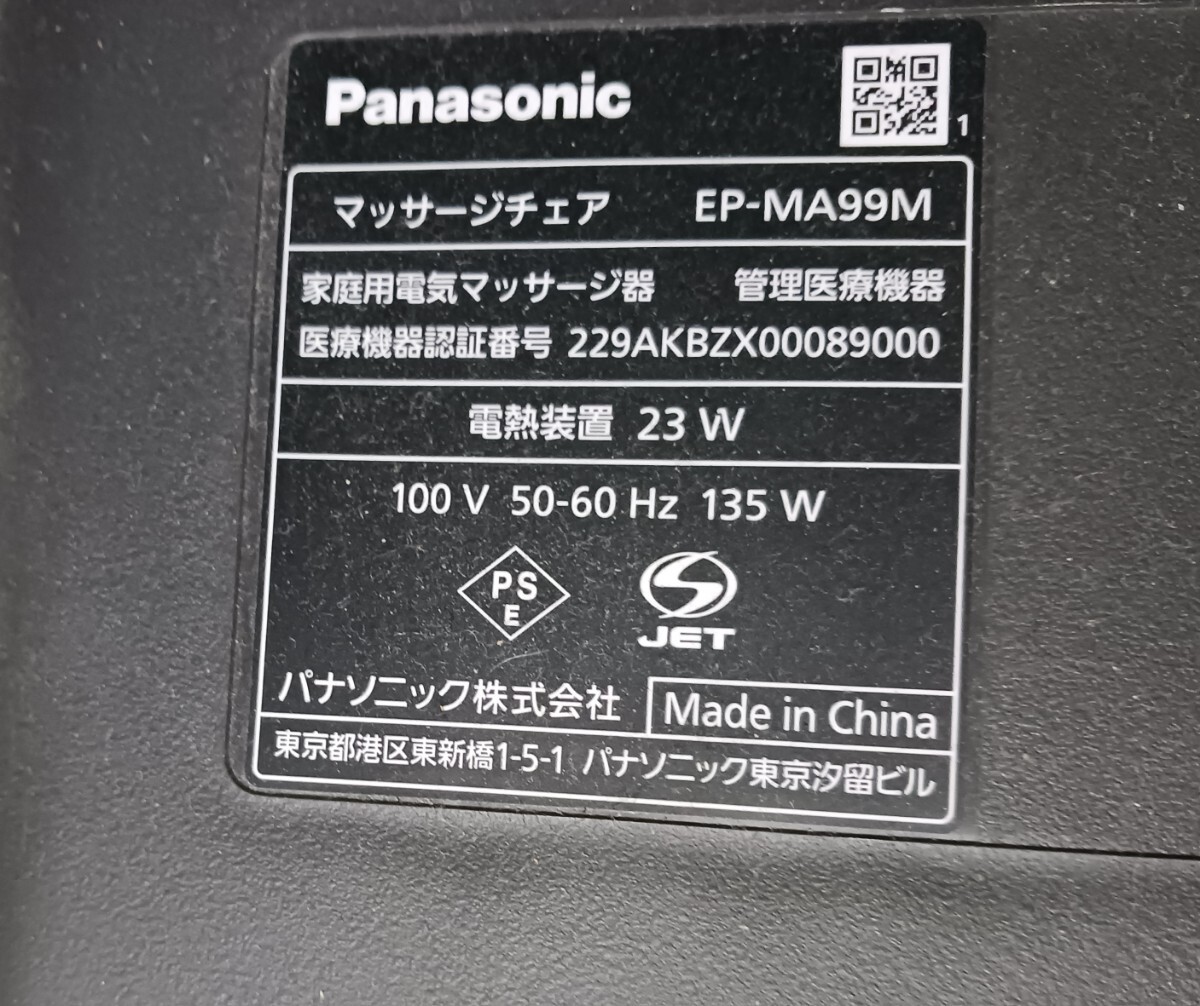 Panasonic
1
マッサージチェア EP-MA99M
家庭用電気マッサージ器 管理医療機器
医療機器認証番号 229AKBZX00089000
電熱装置 23 W
100 V 50-60 Hz 135 W
PS
E
JET
パナソニック株式会社 Made in China
東京都港区東新橋1-5-1 パナソニック東京汐留ビル